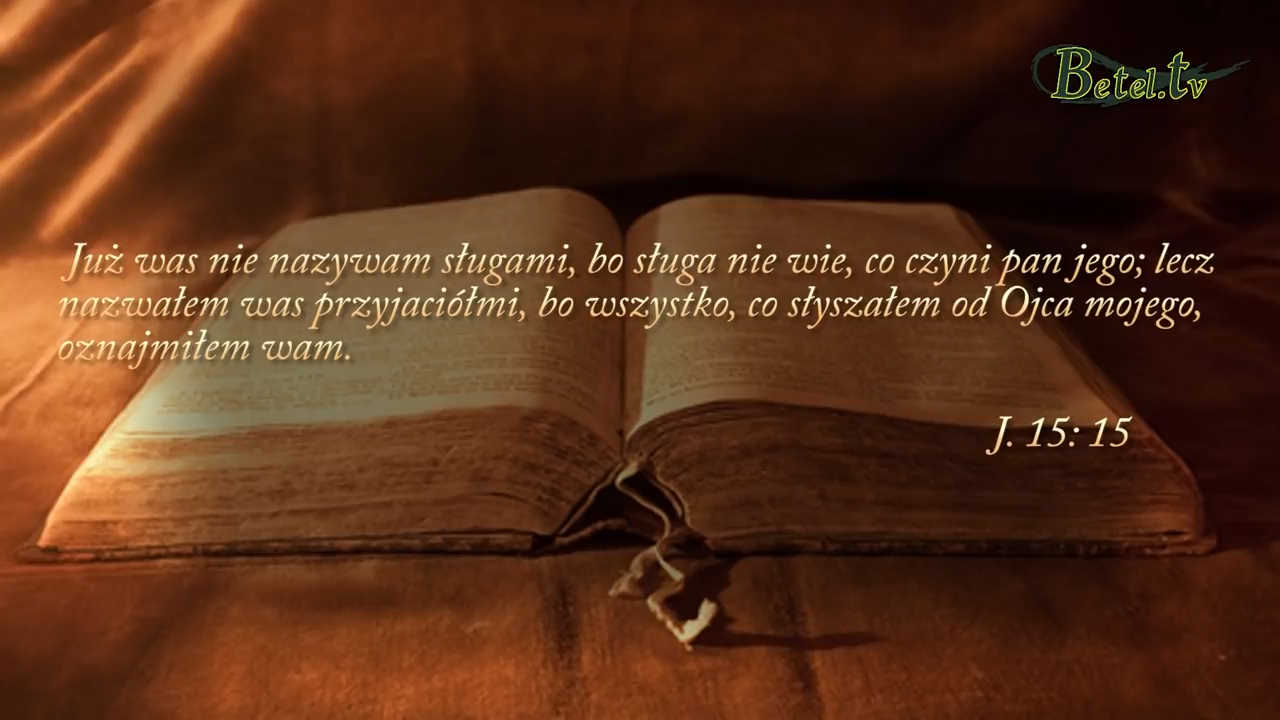 Betel.tv
Już was nie nazywam sługami, bo sługa nie wie, co czyni pan jego; lecz
nazwałem was przyjaciółmi, bo wszystko, co słyszałem od Ojca mojego,
oznajmiłem wam.
J. 15: 15